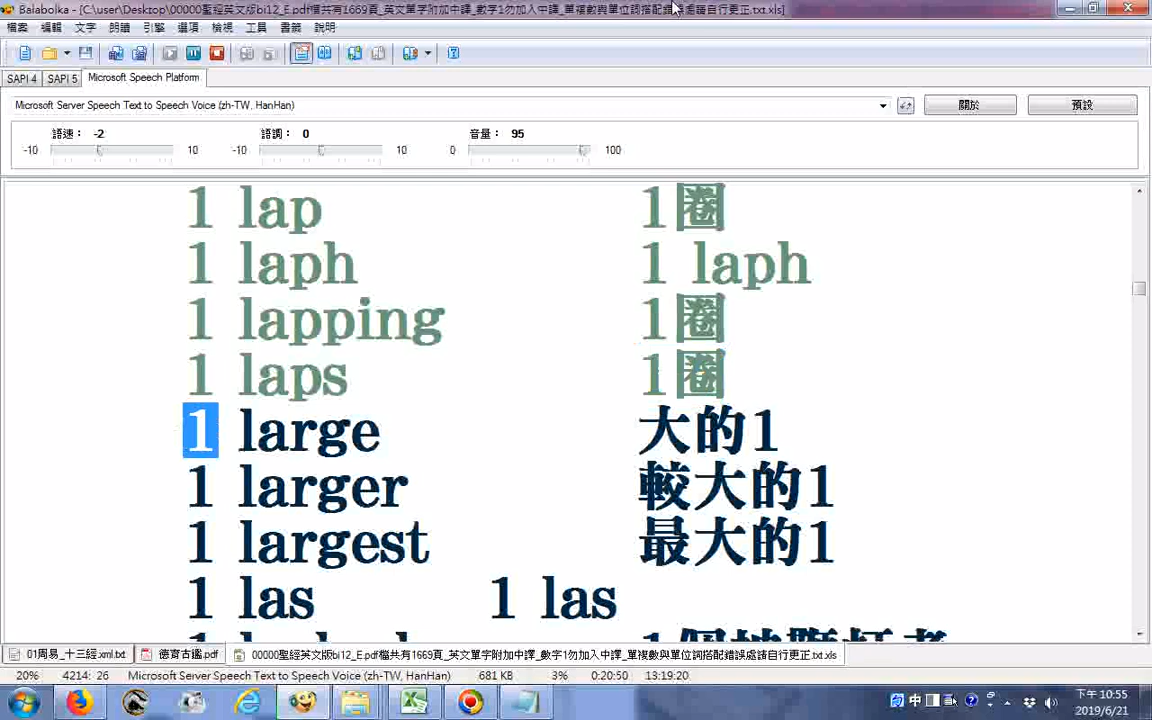 Balabolka - [C:\user\Desktop\00000聖經英文版bi12_E.pdf檔共有1669頁_英文單字附加中譯_數字1勿加入中譯_單複數與單位詞搭配錯誤處請自行更正.txt.xls]
檔案 編輯 文字 朗讀 引擎 搜尋 檢視 工具 書籤 說明
SAPI 4 SAPI 5 Microsoft Speech Platform
Microsoft Server Speech Text to Speech Voice (zh-TW, HanHan) 關於 預設
語速： -2 語調： 0 音量： 95
-10 10 -10 10 0 100
1 lap 1圈
1 laph 1 laph
1 lapping 1圈
1 laps 1圈
1 large 大的1
1 larger 較大的1
1 largest 最大的1
1 las 1 las
01周易_十三經.xml.txt 德育古鑑.pdf 00000聖經英文版bi12_E.pdf檔共有1669頁_英文單字附加中譯_數字1勿加入中譯_單複數與單位詞搭配錯誤處請自行更正.txt.xls
20% 4214: 26 Microsoft Server Speech Text to Speech Voice (zh-TW, HanHan) 681 KB 3% 0:20:50 13:19:20
中 下午 10:55
2019/6/21